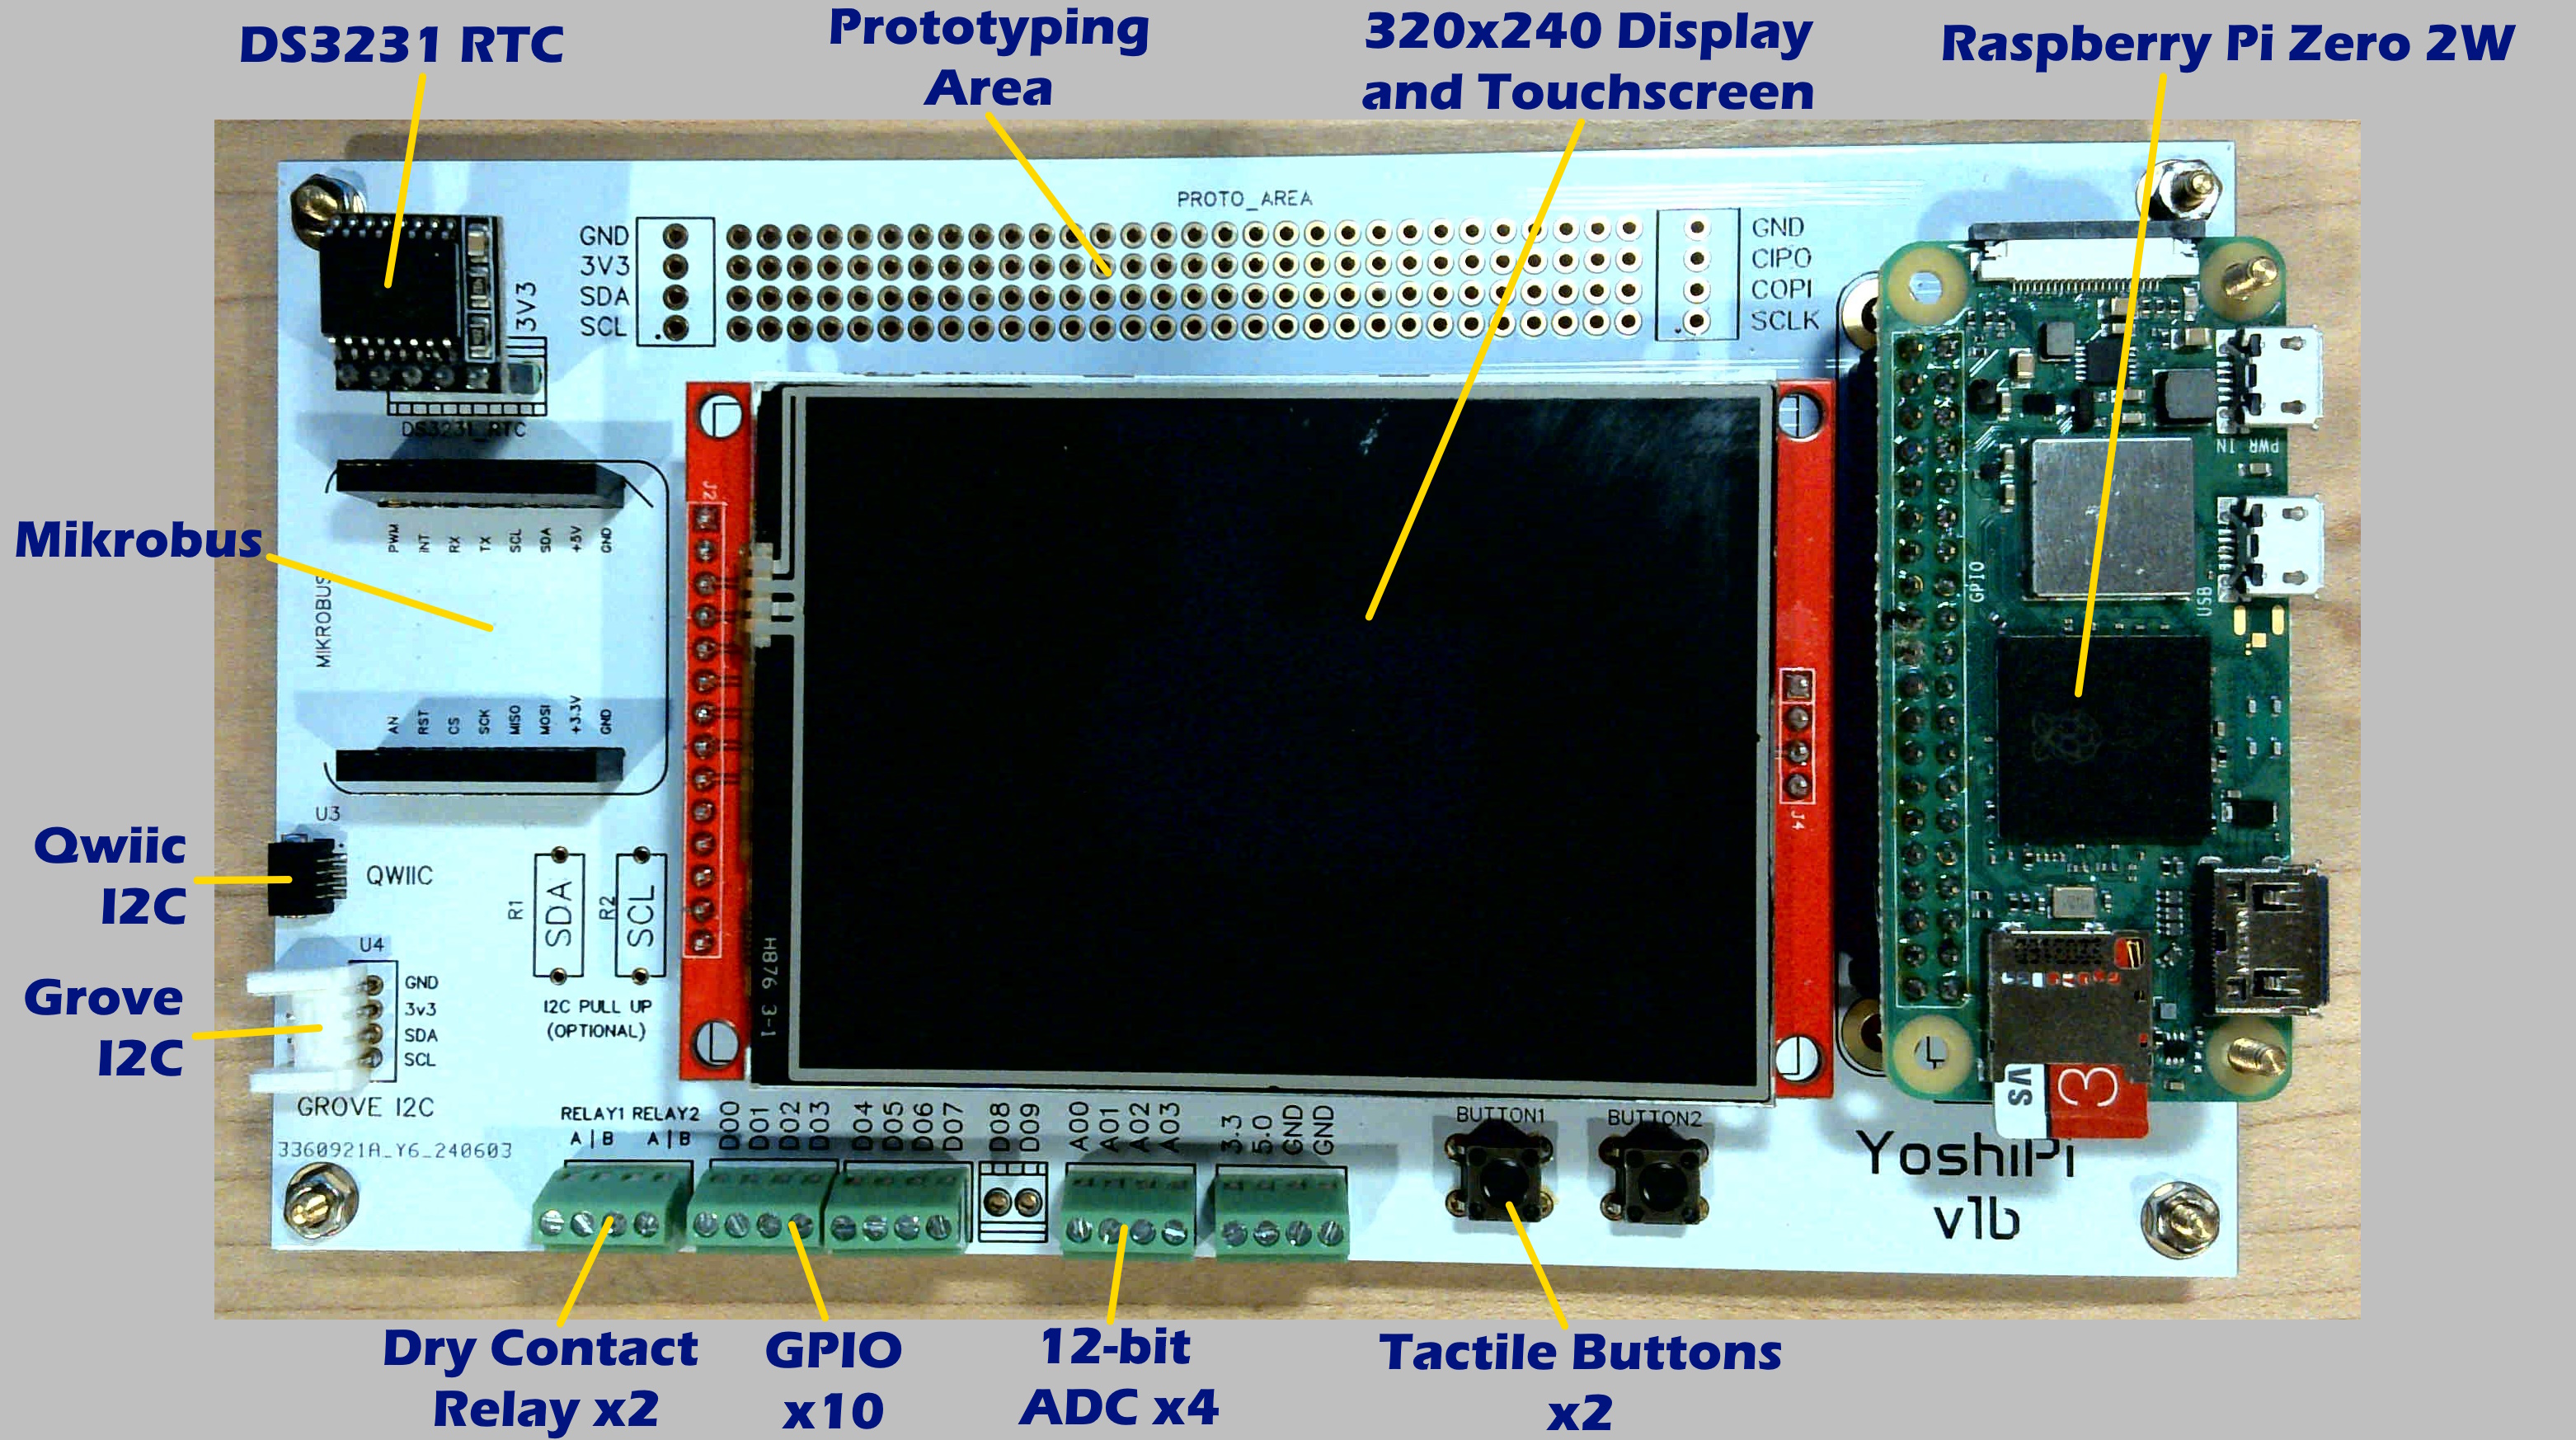 DS3231 RTC
Prototyping
Area
320x240 Display
and Touchscreen
Raspberry Pi Zero 2W
PROTO_AREA
GND
3V3
SDA
SCL
GND
CIPO
COPI
SCLK
3V3
DS3231_RTC
Mikrobus
PWM INT RX TX SCL SDA +5V GND
MIKROBUS
AN RST CS SCK MISO MOSI +3.3V GND
J2
J4
PWR IN
GPIO
USB
U3
Qwiic
I2C
QWIIC
R1
SDA
R2
SCL
I2C PULL UP
(OPTIONAL)
U4
Grove
I2C
GND
3v3
SDA
SCL
GROVE I2C
3360921A_Y6_240603
H876 3-1
RELAY1 RELAY2
A | B A | B
D00 D01 D02 D03 D04 D05 D06 D07 D08 D09
A00 A01 A02 A03
3.3 5.0 GND GND
BUTTON1
BUTTON2
3
YoshiPi
v1b
Dry Contact
Relay x2
GPIO
x10
12-bit
ADC x4
Tactile Buttons
x2